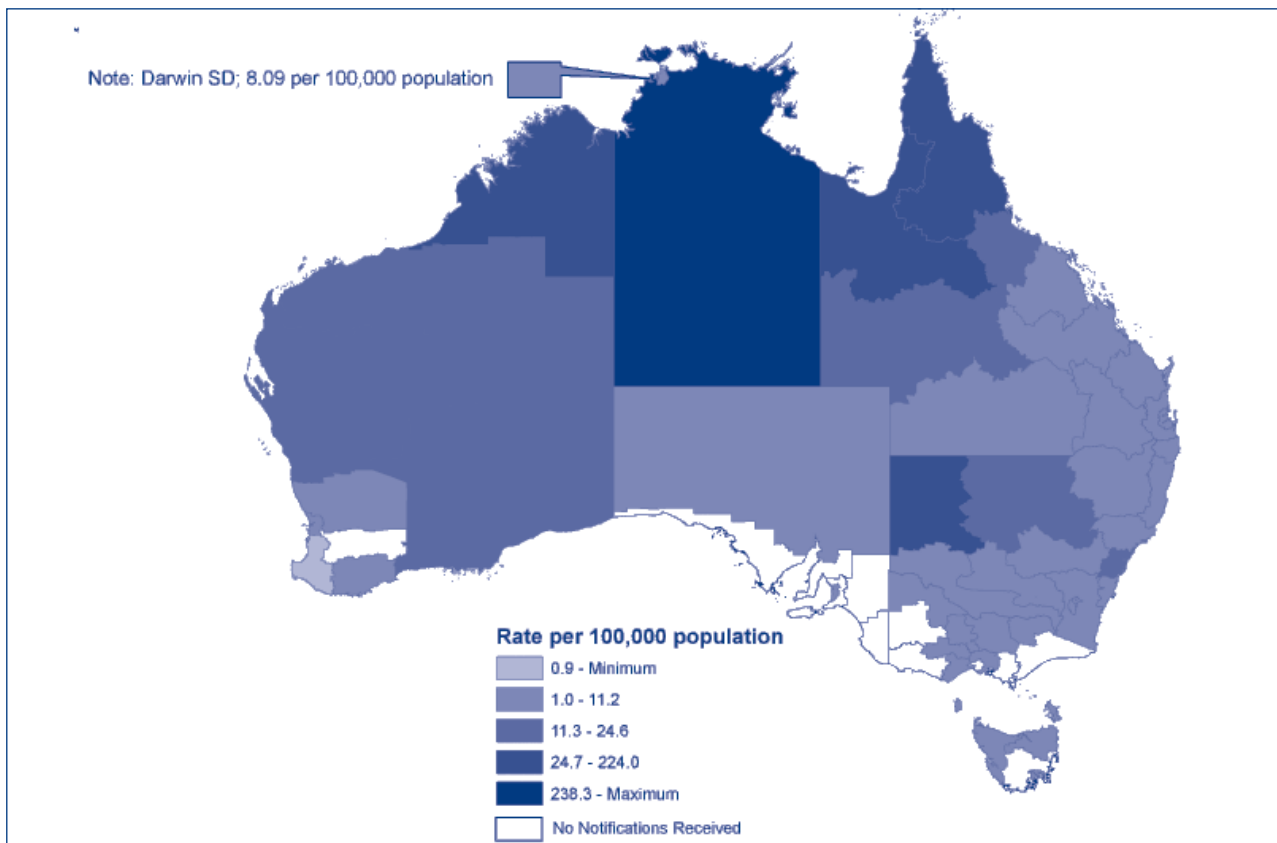 Note: Darwin SD; 8.09 per 100,000 population
Rate per 100,000 population
0.9 - Minimum
1.0 - 11.2
11.3 - 24.6
24.7 - 224.0
238.3 - Maximum
No Notifications Received